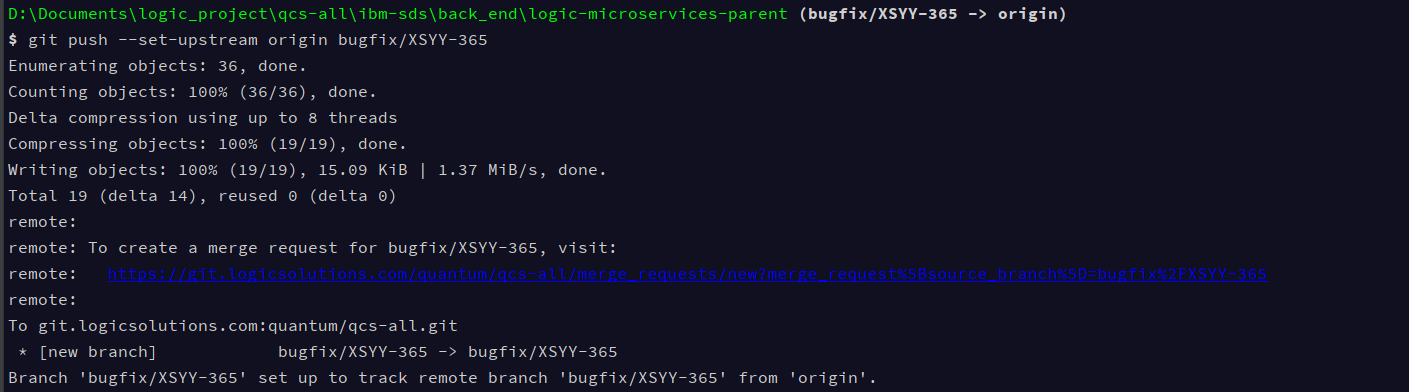 D:\Documents\logic_project\qcs-all\ibm-sds\back_end\logic-microservices-parent (bugfix/XSYY-365 -> origin)
$ git push --set-upstream origin bugfix/XSYY-365
Enumerating objects: 36, done.
Counting objects: 100% (36/36), done.
Delta compression using up to 8 threads
Compressing objects: 100% (19/19), done.
Writing objects: 100% (19/19), 15.09 KiB | 1.37 MiB/s, done.
Total 19 (delta 14), reused 0 (delta 0)
remote:
remote: To create a merge request for bugfix/XSYY-365, visit:
remote:   https://git.logicsolutions.com/quantum/qcs-all/merge_requests/new?merge_request%5Bsource_branch%5D=bugfix%2FXSYY-365
remote:
To git.logicsolutions.com:quantum/qcs-all.git
 * [new branch]            bugfix/XSYY-365 -> bugfix/XSYY-365
Branch 'bugfix/XSYY-365' set up to track remote branch 'bugfix/XSYY-365' from 'origin'.